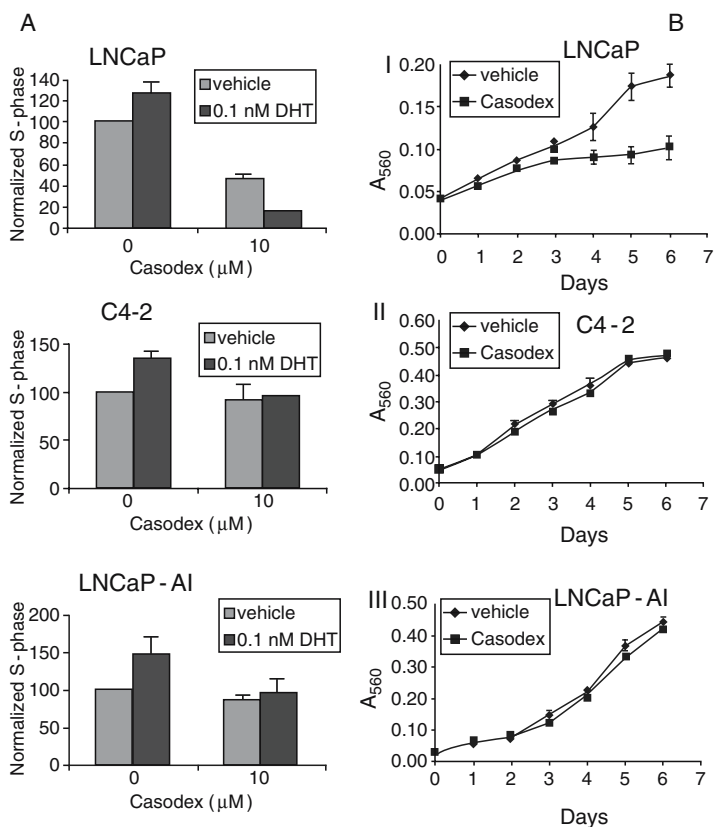 A
LNCaP
Normalized S-phase
140
120
100
80
60
40
20
0
vehicle
0.1 nM DHT
0
10
Casodex (μM)
C4-2
Normalized S-phase
150
100
50
0
vehicle
0.1 nM DHT
0
10
Casodex (μM)
LNCaP-AI
Normalized S-phase
200
150
100
50
0
vehicle
0.1 nM DHT
0
10
Casodex (μM)
B
I
LNCaP
A560
0.20
0.15
0.10
0.05
0.00
vehicle
Casodex
0 1 2 3 4 5 6 7
Days
II
C4-2
A560
0.60
0.50
0.40
0.30
0.20
0.10
0.00
vehicle
Casodex
0 1 2 3 4 5 6 7
Days
III
LNCaP-AI
A560
0.50
0.40
0.30
0.20
0.10
0.00
vehicle
Casodex
0 1 2 3 4 5 6 7
Days